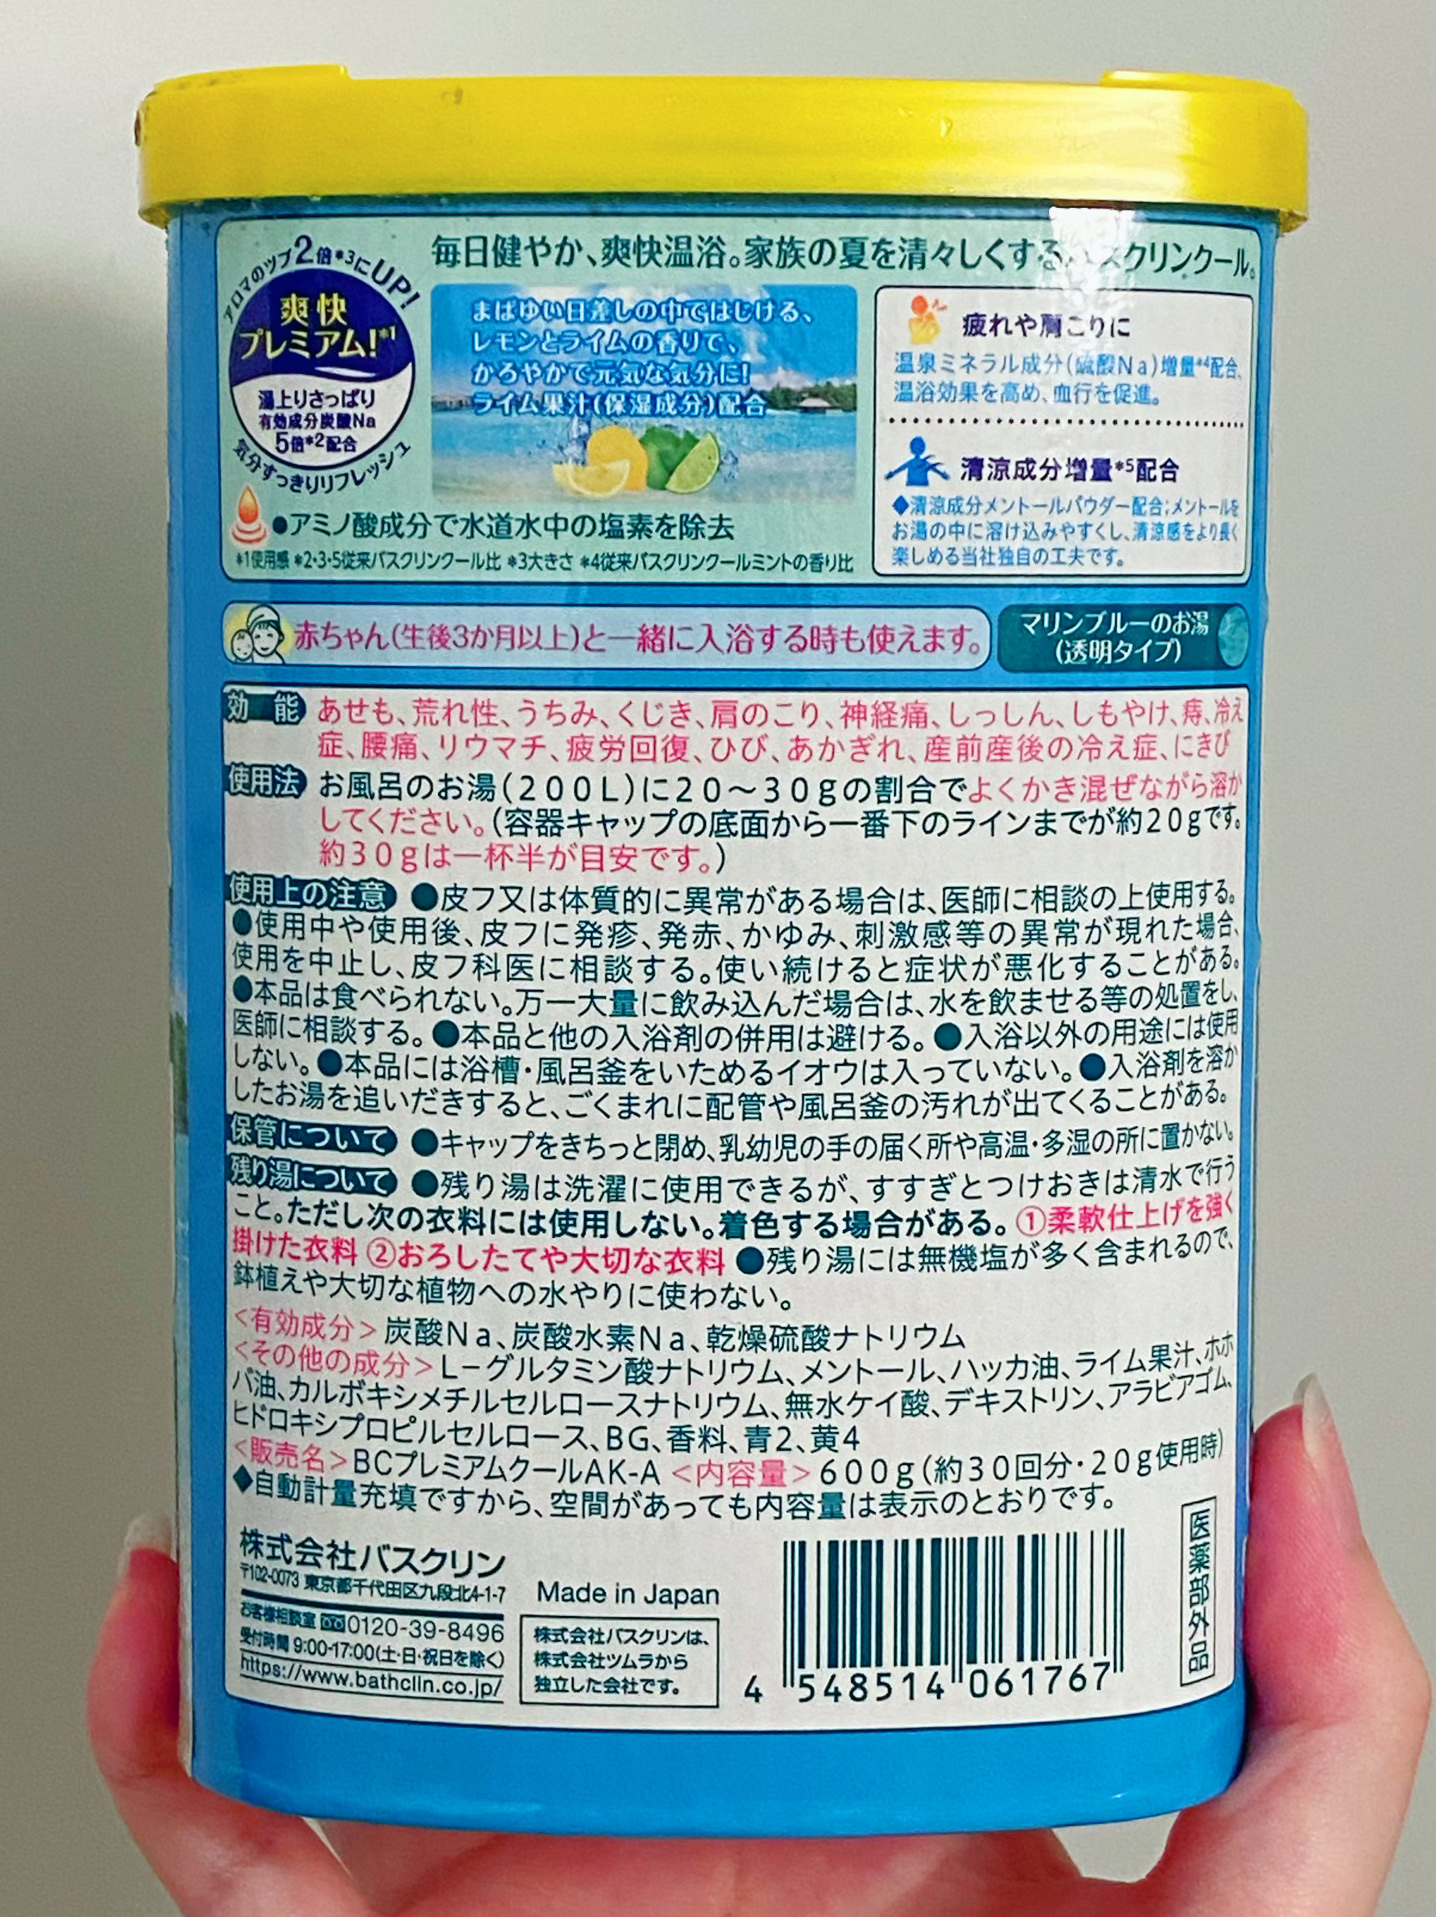 アロマのツブ2倍*3にUP!
爽快
プレミアム!*1
湯上りさっぱり
有効成分炭酸Na
5倍*2配合
気分すっきりリフレッシュ
毎日健やか、爽快温浴。家族の夏を清々しくするバスクリンクール。
まばゆい日差しの中ではじける、
レモンとライムの香りで、
かろやかで元気な気分に!
ライム果汁(保湿成分)配合
●アミノ酸成分で水道水中の塩素を除去
*1使用感 *2・3・5従来バスクリンクール比 *3大きさ *4従来バスクリンクールミントの香り比
疲れや肩こりに
温泉ミネラル成分(硫酸Na)増量*4配合、
温浴効果を高め、血行を促進。
清涼成分増量*5配合
◆清涼成分メントールパウダー配合;メントールを
お湯の中に溶け込みやすくし、清涼感をより長く
楽しめる当社独自の工夫です。
赤ちゃん(生後3か月以上)と一緒に入浴する時も使えます。
マリンブルーのお湯
(透明タイプ)
効能 あせも、荒れ性、うちみ、くじき、肩のこり、神経痛、しっしん、しもやけ、痔、冷え
症、腰痛、リウマチ、疲労回復、ひび、あかぎれ、産前産後の冷え症、にきび
使用法 お風呂のお湯(200L)に20〜30gの割合でよくかき混ぜながら溶か
してください。(容器キャップの底面から一番下のラインまでが約20gです。
約30gは一杯半が目安です。)
使用上の注意 ●皮フ又は体質的に異常がある場合は、医師に相談の上使用する。
●使用中や使用後、皮フに発疹、発赤、かゆみ、刺激感等の異常が現れた場合、
使用を中止し、皮フ科医に相談する。使い続けると症状が悪化することがある。
●本品は食べられない。万一大量に飲み込んだ場合は、水を飲ませる等の処置をし、
医師に相談する。●本品と他の入浴剤の併用は避ける。●入浴以外の用途には使用
しない。●本品には浴槽・風呂釜をいためるイオウは入っていない。●入浴剤を溶か
したお湯を追いだきすると、ごくまれに配管や風呂釜の汚れが出てくることがある。
保管について ●キャップをきちっと閉め、乳幼児の手の届く所や高温・多湿の所に置かない。
残り湯について ●残り湯は洗濯に使用できるが、すすぎとつけおきは清水で行う
こと。ただし次の衣料には使用しない。着色する場合がある。①柔軟仕上げを強く
掛けた衣料 ②おろしたてや大切な衣料 ●残り湯には無機塩が多く含まれるので、
鉢植えや大切な植物への水やりに使わない。
<有効成分>炭酸Na、炭酸水素Na、乾燥硫酸ナトリウム
<その他の成分>L-グルタミン酸ナトリウム、メントール、ハッカ油、ライム果汁、ホホ
バ油、カルボキシメチルセルロースナトリウム、無水ケイ酸、デキストリン、アラビアゴム、
ヒドロキシプロピルセルロース、BG、香料、青2、黄4
<販売名>BCプレミアムクールAK-A <内容量>600g(約30回分・20g使用時)
◆自動計量充填ですから、空間があっても内容量は表示のとおりです。
株式会社バスクリン
〒102-0073 東京都千代田区九段北4-1-7
お客様相談室 0120-39-8496
受付時間 9:00-17:00(土・日・祝日を除く)
https://www.bathclin.co.jp/
Made in Japan
株式会社バスクリンは、
株式会社ツムラから
独立した会社です。
4 548514 061767
医薬部外品